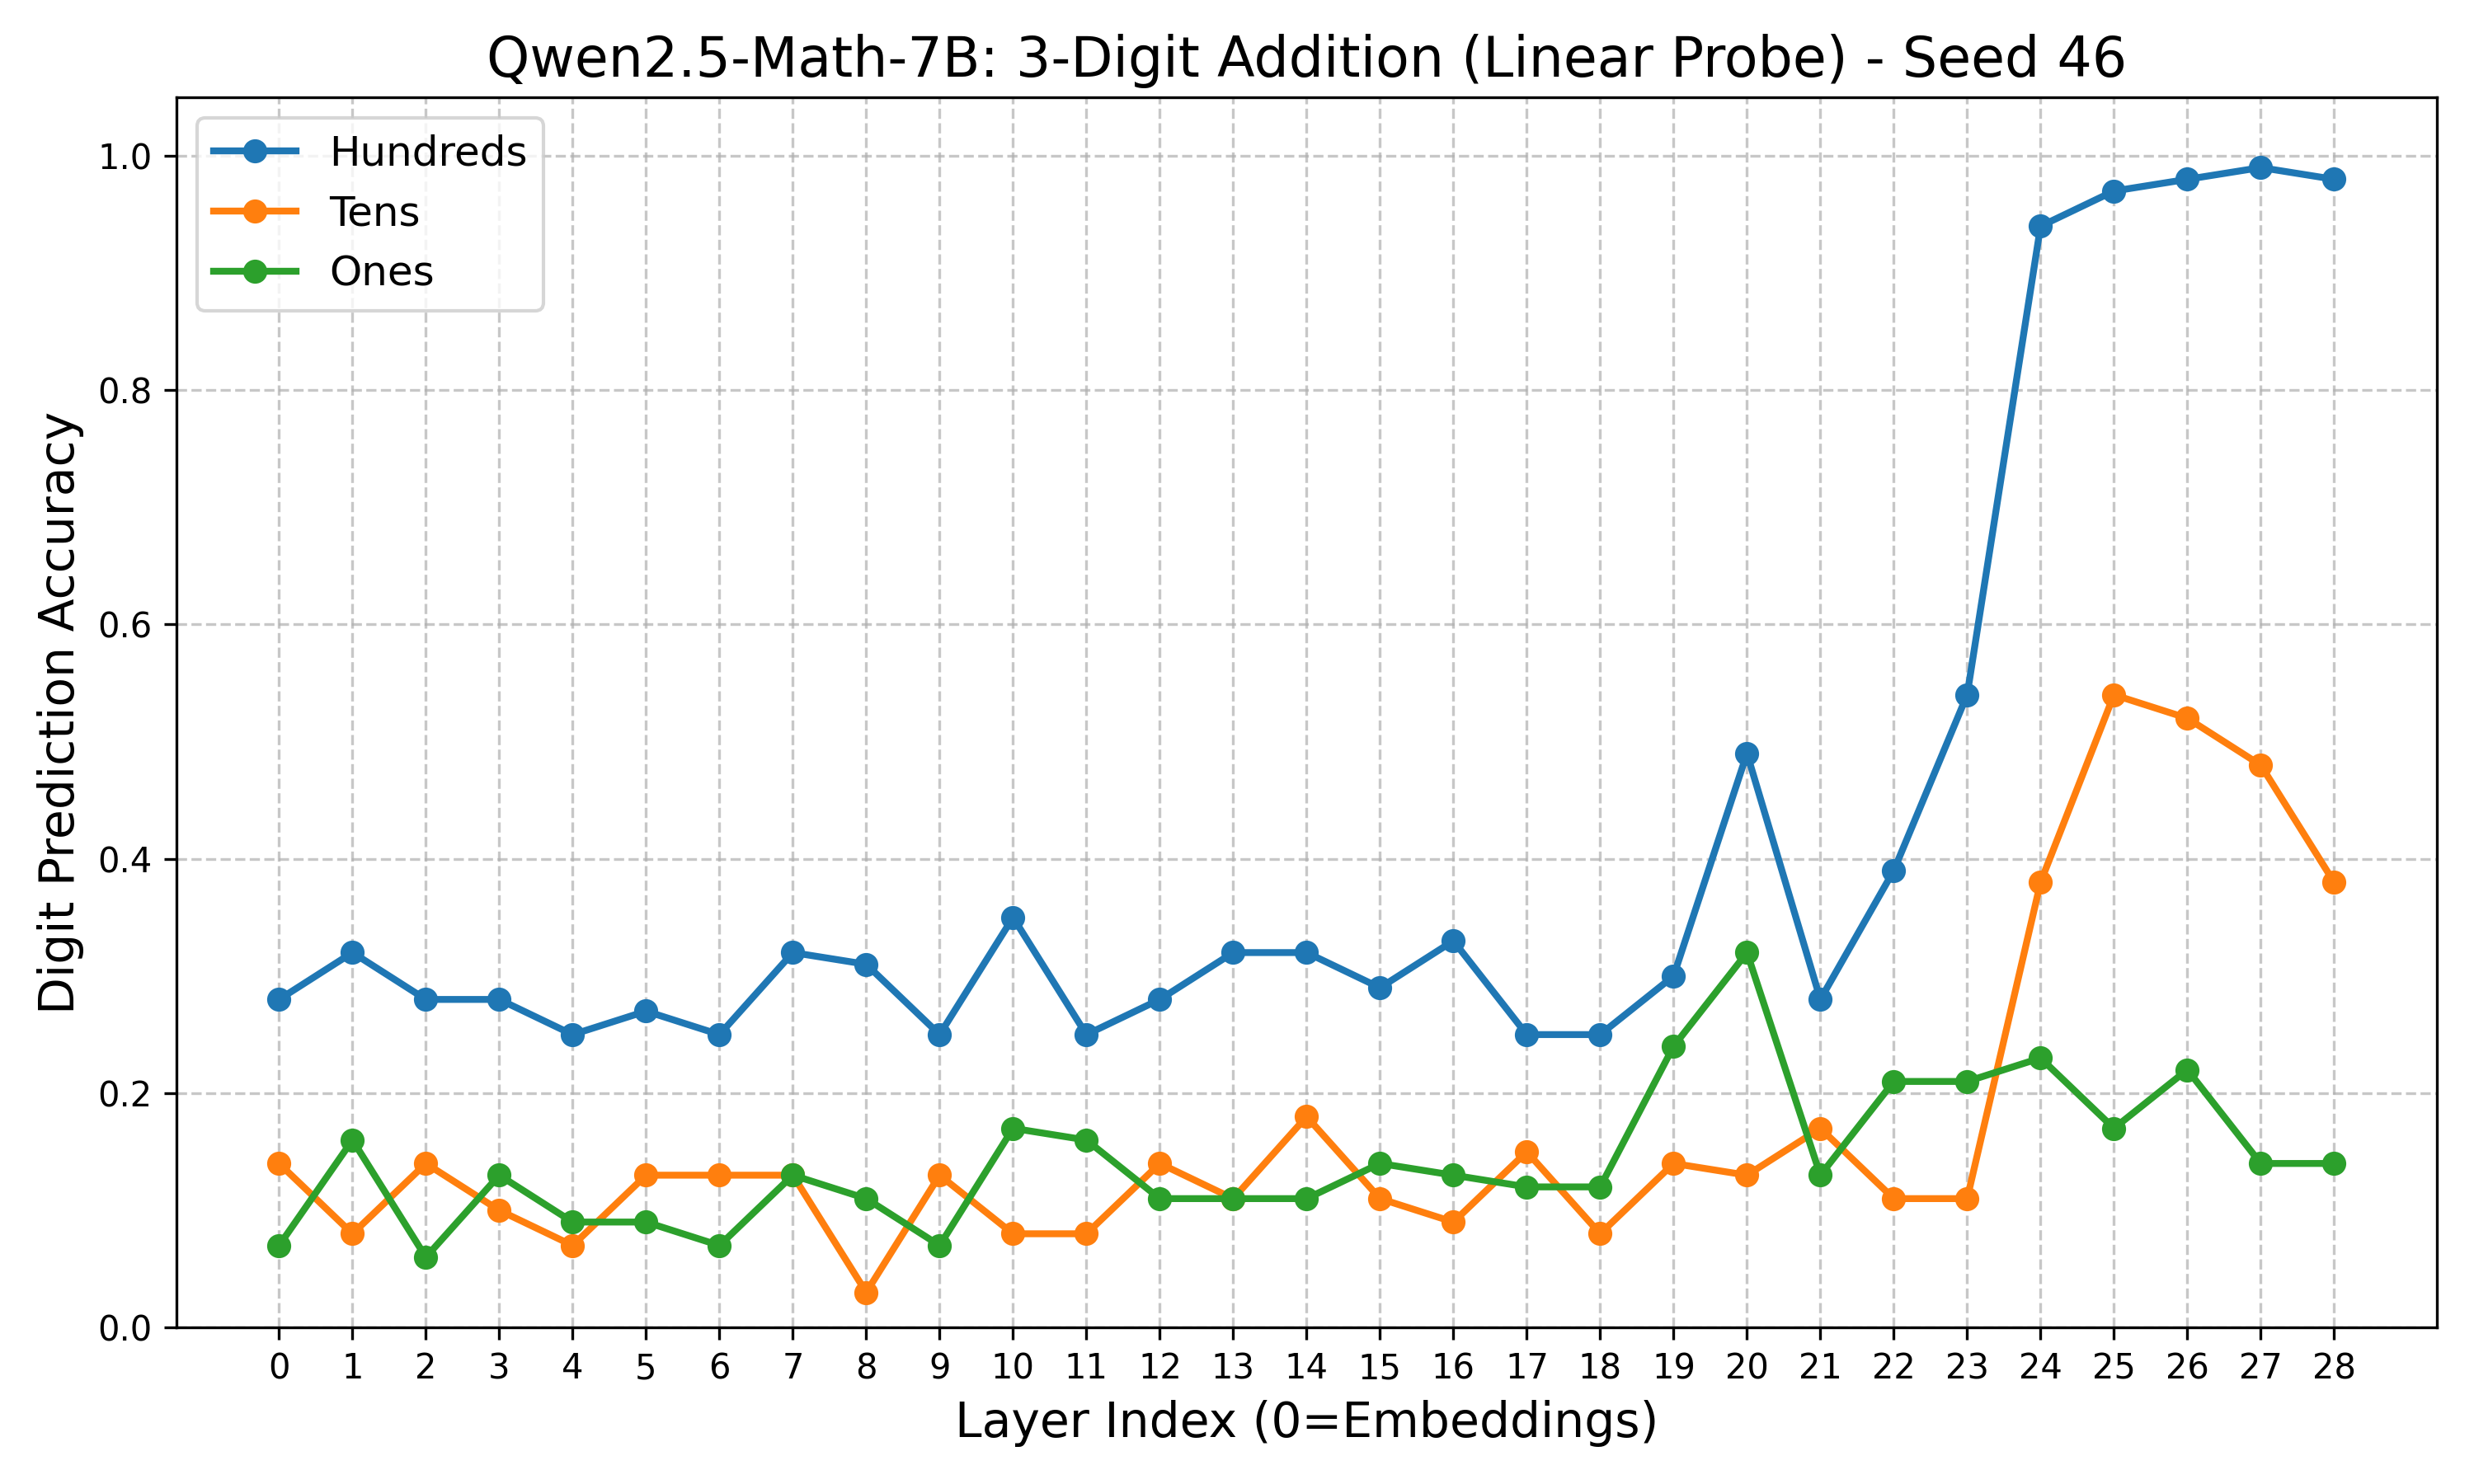 Qwen2.5-Math-7B: 3-Digit Addition (Linear Probe) - Seed 46
Hundreds
Tens
Ones
Digit Prediction Accuracy
1.0
0.8
0.6
0.4
0.2
0.0
0 1 2 3 4 5 6 7 8 9 10 11 12 13 14 15 16 17 18 19 20 21 22 23 24 25 26 27 28
Layer Index (0=Embeddings)